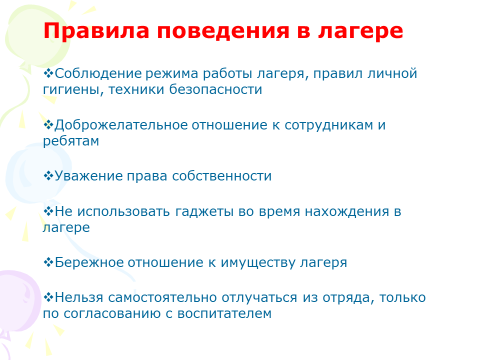 Правила поведения в лагере
❖Соблюдение режима работы лагеря, правил личной
гигиены, техники безопасности
❖Доброжелательное отношение к сотрудникам и
ребятам
❖Уважение права собственности
❖Не использовать гаджеты во время нахождения в
лагере
❖Бережное отношение к имуществу лагеря
❖Нельзя самостоятельно отлучаться из отряда, только
по согласованию с воспитателем